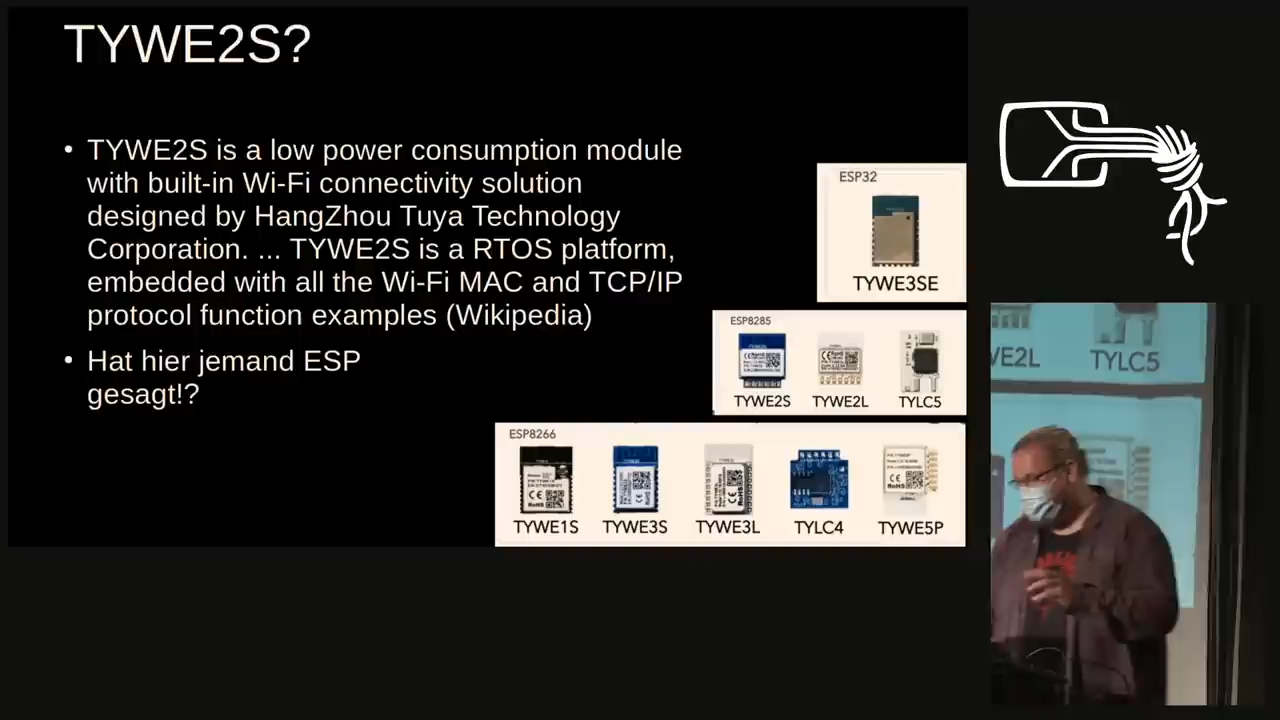 TYWE2S?
• TYWE2S is a low power consumption module
with built-in Wi-Fi connectivity solution
designed by HangZhou Tuya Technology
Corporation. ... TYWE2S is a RTOS platform,
embedded with all the Wi-Fi MAC and TCP/IP
protocol function examples (Wikipedia)
• Hat hier jemand ESP
gesagt!?
ESP32
TYWE3SE
ESP8285
TYWE2S TYWE2L TYLC5
ESP8266
TYWE1S TYWE3S TYWE3L TYLC4 TYWE5P
WE2L TYLC5